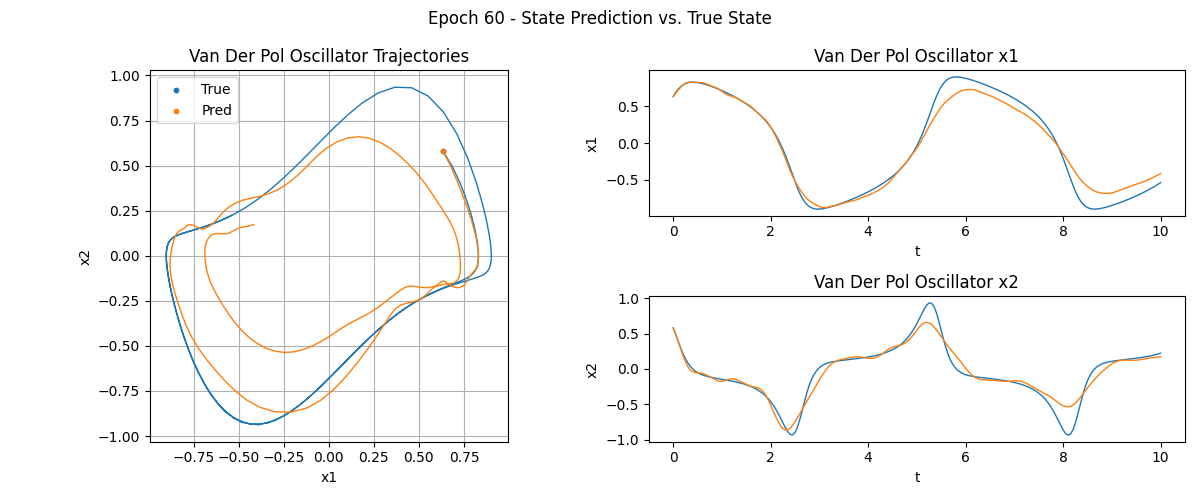 Epoch 60 - State Prediction vs. True State
Van Der Pol Oscillator Trajectories
True
Pred
1.00
0.75
0.50
0.25
0.00
−0.25
−0.50
−0.75
−1.00
x2
−0.75 −0.50 −0.25 0.00 0.25 0.50 0.75
x1
Van Der Pol Oscillator x1
0.5
0.0
−0.5
x1
0 2 4 6 8 10
t
Van Der Pol Oscillator x2
1.0
0.5
0.0
−0.5
−1.0
x2
0 2 4 6 8 10
t